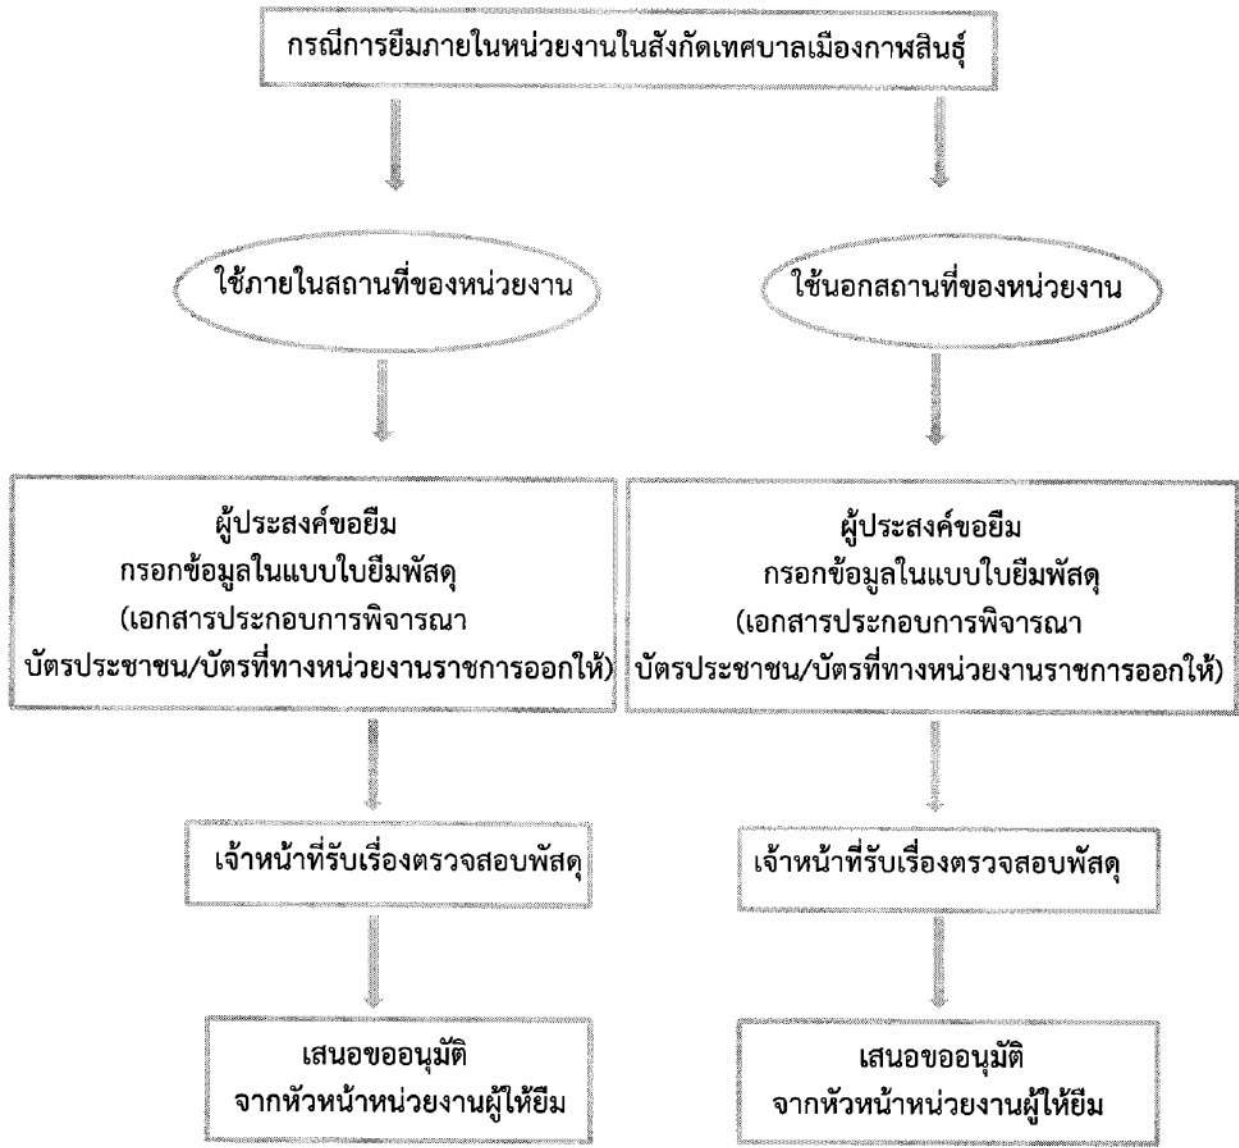 กรณีการยืมภายในหน่วยงานในสังกัดเทศบาลเมืองกาฬสินธุ์
ใช้ภายในสถานที่ของหน่วยงาน
ใช้นอกสถานที่ของหน่วยงาน
ผู้ประสงค์ขอยืม
กรอกข้อมูลในแบบใบยืมพัสดุ
(เอกสารประกอบการพิจารณา
บัตรประชาชน/บัตรที่ทางหน่วยงานราชการออกให้)
ผู้ประสงค์ขอยืม
กรอกข้อมูลในแบบใบยืมพัสดุ
(เอกสารประกอบการพิจารณา
บัตรประชาชน/บัตรที่ทางหน่วยงานราชการออกให้)
เจ้าหน้าที่รับเรื่องตรวจสอบพัสดุ
เจ้าหน้าที่รับเรื่องตรวจสอบพัสดุ
เสนอขออนุมัติ
จากหัวหน้าหน่วยงานผู้ให้ยืม
เสนอขออนุมัติ
จากหัวหน้าหน่วยงานผู้ให้ยืม